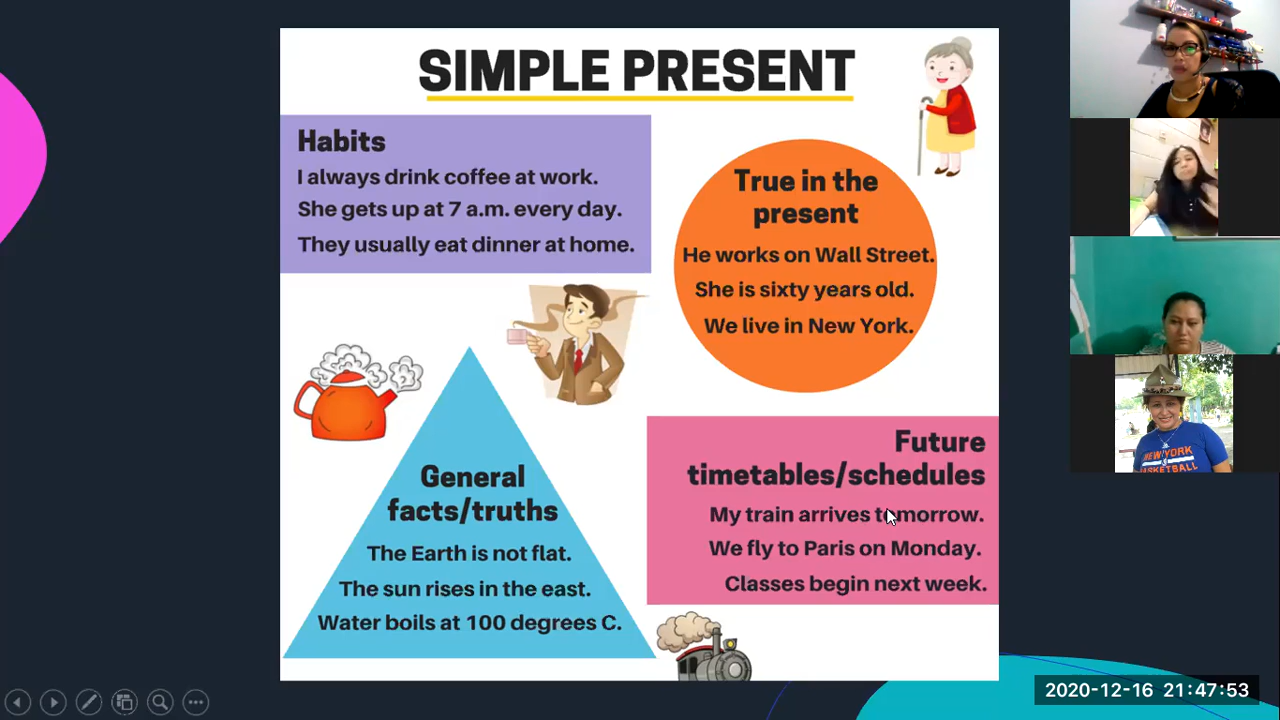 SIMPLE PRESENT
Habits
I always drink coffee at work.
She gets up at 7 a.m. every day.
They usually eat dinner at home.
True in the
present
He works on Wall Street.
She is sixty years old.
We live in New York.
General
facts/truths
The Earth is not flat.
The sun rises in the east.
Water boils at 100 degrees C.
Future
timetables/schedules
My train arrives tomorrow.
We fly to Paris on Monday.
Classes begin next week.
NEW YORK
BASKETBALL
2020-12-16 21:47:53